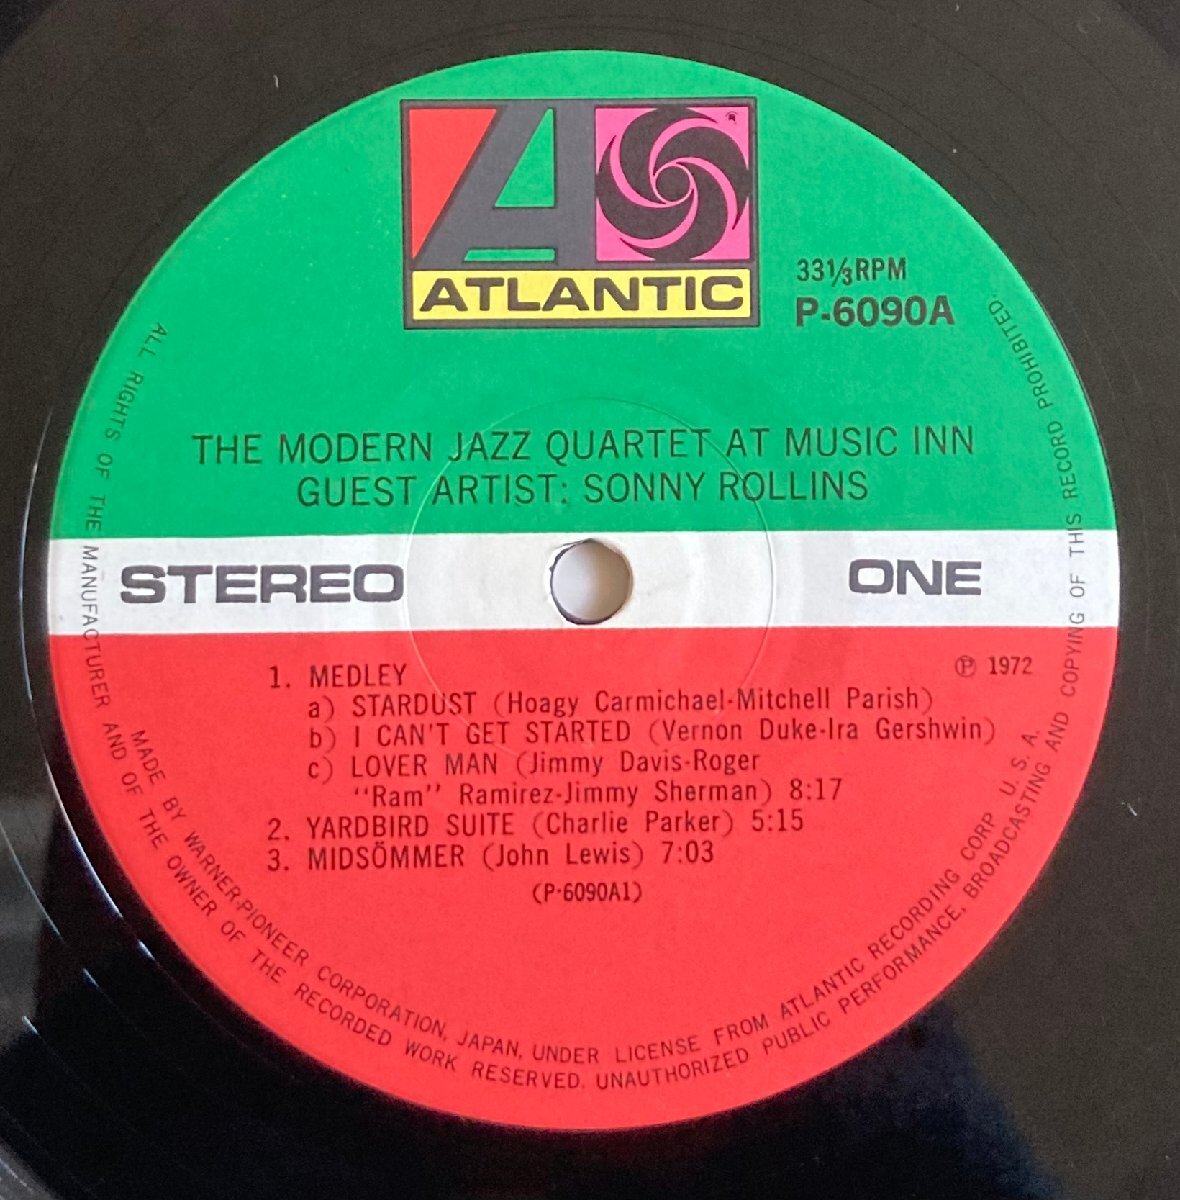 ATLANTIC
33⅓RPM
P-6090A
THE MODERN JAZZ QUARTET AT MUSIC INN
GUEST ARTIST: SONNY ROLLINS
STEREO
ONE
℗ 1972
1. MEDLEY
a) STARDUST (Hoagy Carmichael-Mitchell Parish)
b) I CAN'T GET STARTED (Vernon Duke-Ira Gershwin)
c) LOVER MAN (Jimmy Davis-Roger
"Ram" Ramirez-Jimmy Sherman) 8:17
2. YARDBIRD SUITE (Charlie Parker) 5:15
3. MIDSÖMMER (John Lewis) 7:03
(P-6090A1)
MADE BY WARNER-PIONEER CORPORATION, JAPAN, UNDER LICENSE FROM ATLANTIC RECORDING CORP. U. S. A.
ALL RIGHTS OF THE MANUFACTURER AND OF THE OWNER OF THE RECORDED WORK RESERVED. UNAUTHORIZED PUBLIC PERFORMANCE, BROADCASTING AND COPYING OF THIS RECORD PROHIBITED.